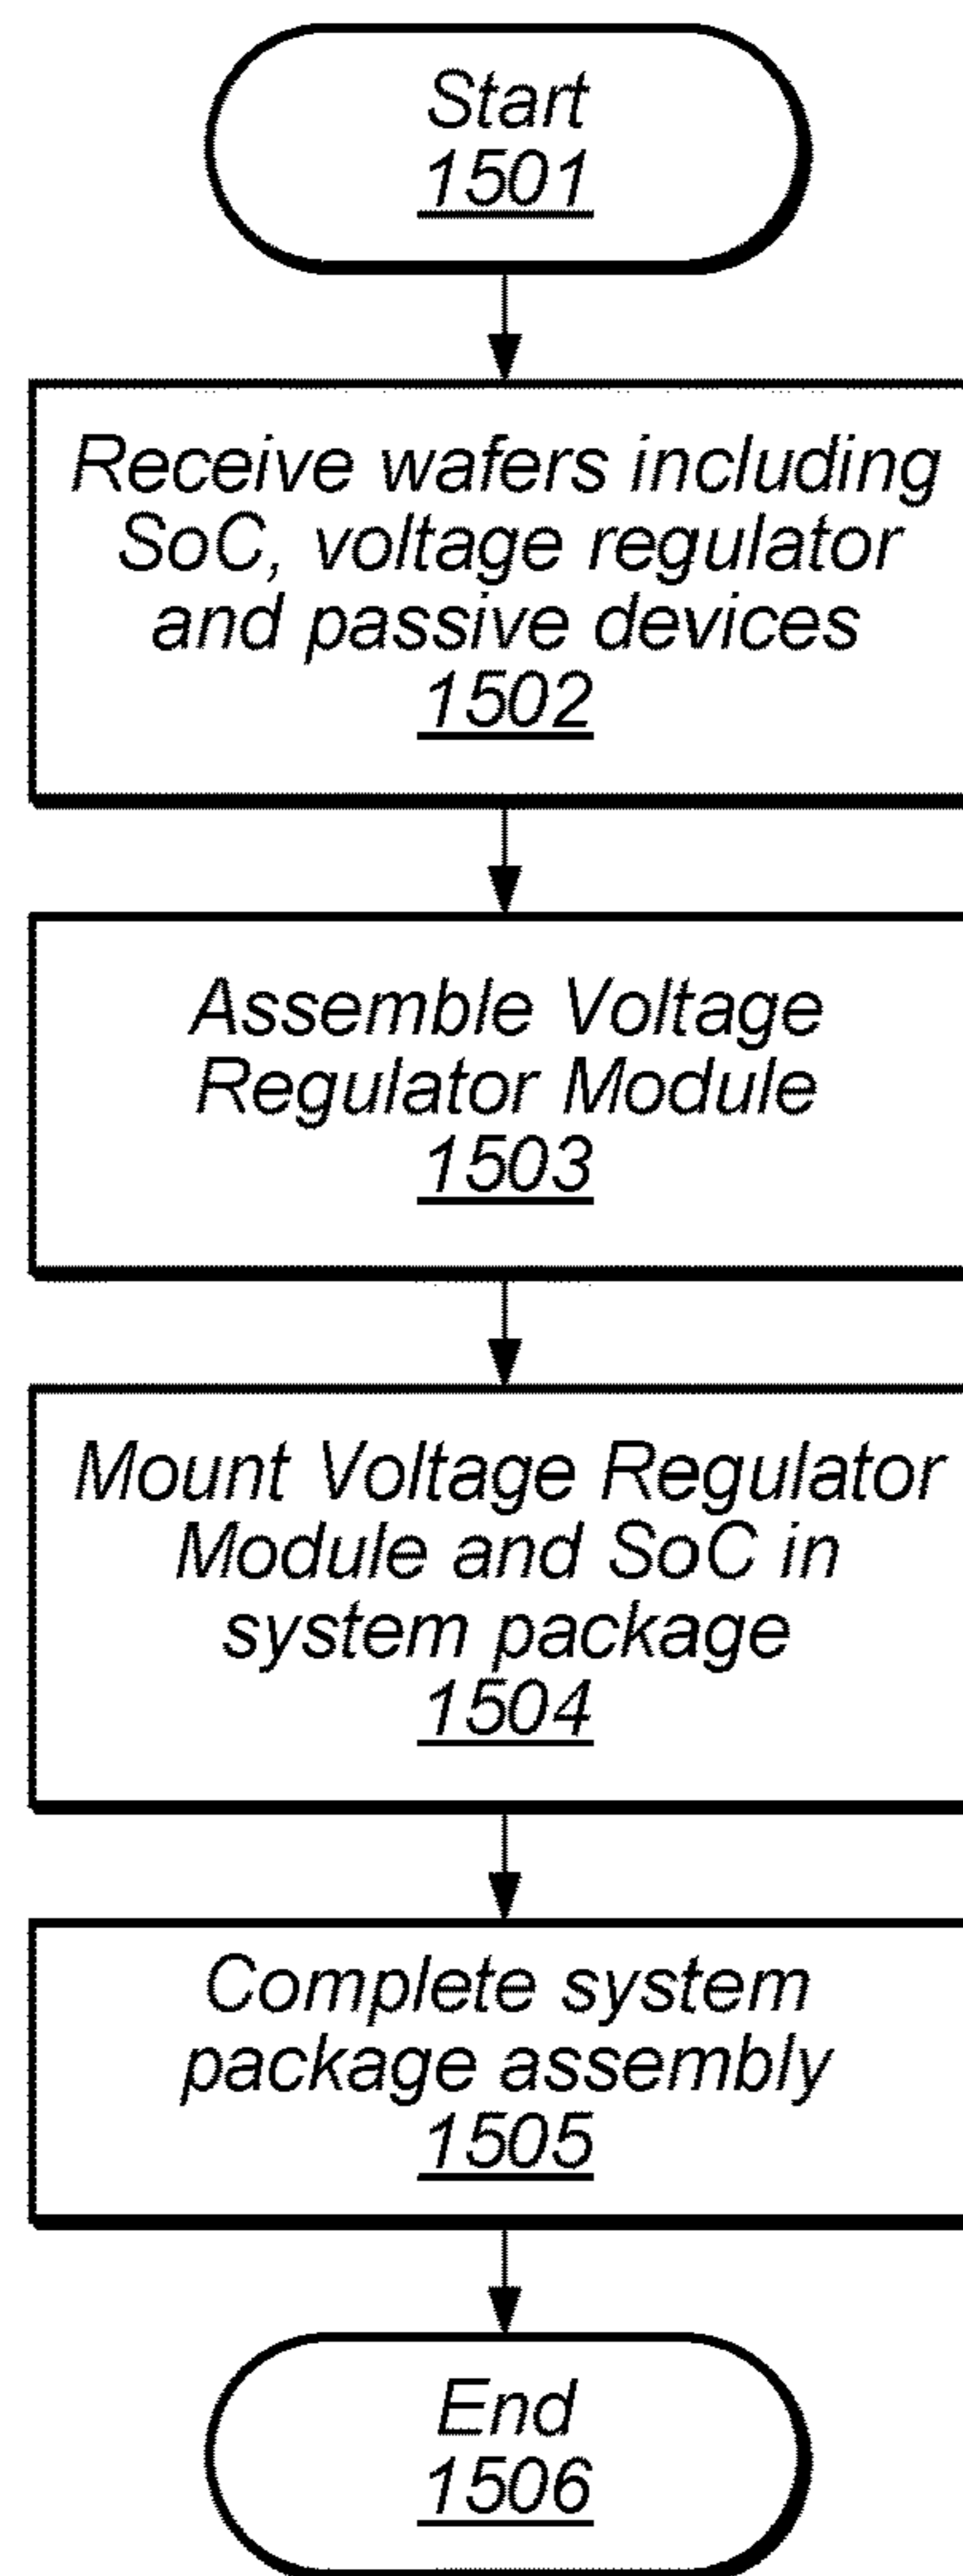 Start
1501
Receive wafers including
SoC, voltage regulator
and passive devices
1502
Assemble Voltage
Regulator Module
1503
Mount Voltage Regulator
Module and SoC in
system package
1504
Complete system
package assembly
1505
End
1506